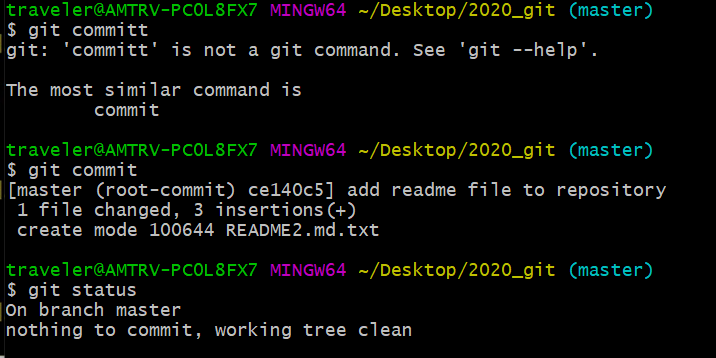 traveler@AMTRV-PC0L8FX7 MINGW64 ~/Desktop/2020_git (master)
$ git committ
git: 'committ' is not a git command. See 'git --help'.
The most similar command is
commit
traveler@AMTRV-PC0L8FX7 MINGW64 ~/Desktop/2020_git (master)
$ git commit
[master (root-commit) ce140c5] add readme file to repository
1 file changed, 3 insertions(+)
create mode 100644 README2.md.txt
traveler@AMTRV-PC0L8FX7 MINGW64 ~/Desktop/2020_git (master)
$ git status
On branch master
nothing to commit, working tree clean